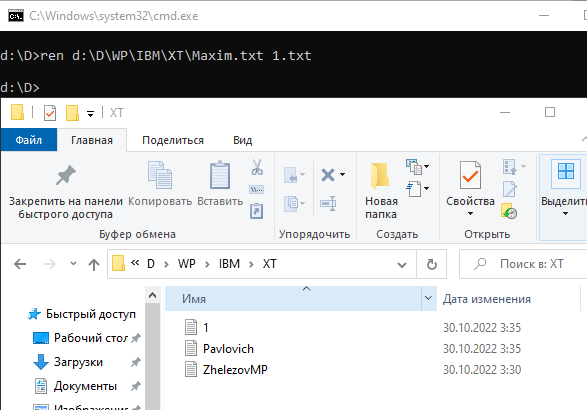 C:\Windows\system32\cmd.exe
d:\D>ren d:\D\WP\IBM\XT\Maxim.txt 1.txt
d:\D>
XT
Файл Главная Поделиться Вид
Закрепить на панели быстрого доступа
Копировать
Вставить
Новая папка
Свойства
Выделить
Буфер обмена Упорядочить Создать Открыть
« D > WP > IBM > XT
Поиск в: XT
Имя Дата изменения
Быстрый доступ
Рабочий стол
Загрузки
Документы
1 30.10.2022 3:35
Pavlovich 30.10.2022 3:35
ZhelezovMP 30.10.2022 3:30